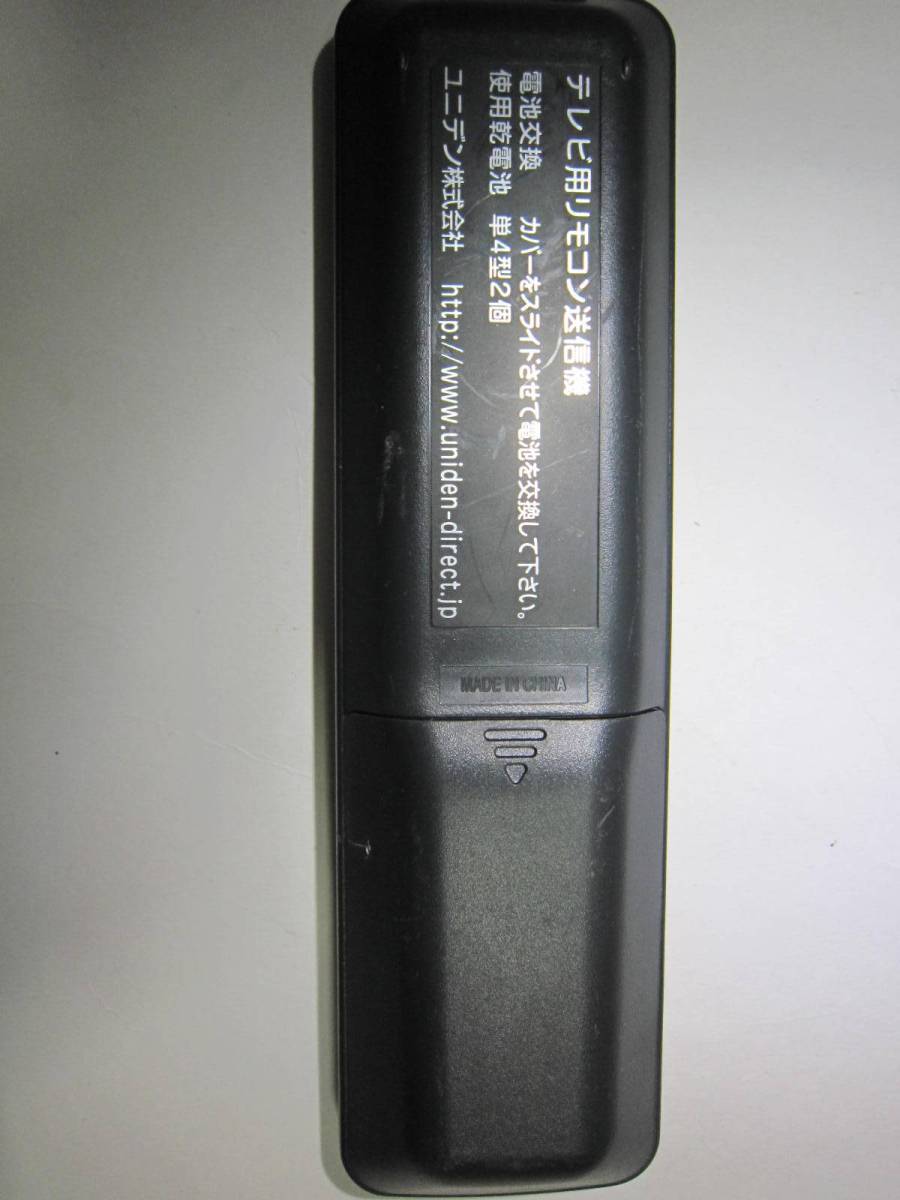 テレビ用リモコン送信機
電池交換　カバーをスライドさせて電池を交換して下さい。
使用乾電池　単4型2個
ユニデン株式会社　http://www.uniden-direct.jp
MADE IN CHINA